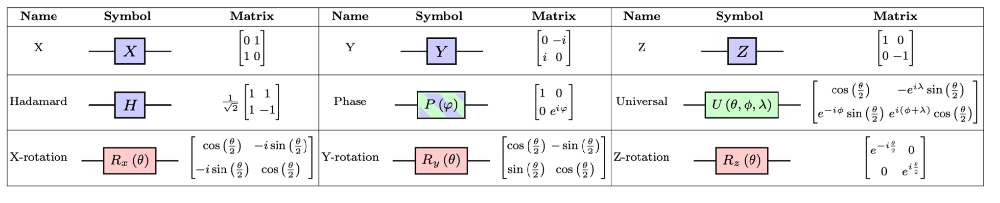 Name Symbol Matrix Name Symbol Matrix Name Symbol Matrix
X X [0 1; 1 0] Y Y [0 −i; i 0] Z Z [1 0; 0 −1]
Hadamard H 1/√2 [1 1; 1 −1] Phase P (φ) [1 0; 0 e^{iφ}] Universal U (θ, ϕ, λ) [cos (θ/2) −e^{iλ} sin (θ/2); e^{−iϕ} sin (θ/2) e^{i(ϕ+λ)} cos (θ/2)]
X-rotation R_x (θ) [cos (θ/2) −i sin (θ/2); −i sin (θ/2) cos (θ/2)] Y-rotation R_y (θ) [cos (θ/2) − sin (θ/2); sin (θ/2) cos (θ/2)] Z-rotation R_z (θ) [e^{−i θ/2} 0; 0 e^{i θ/2}]